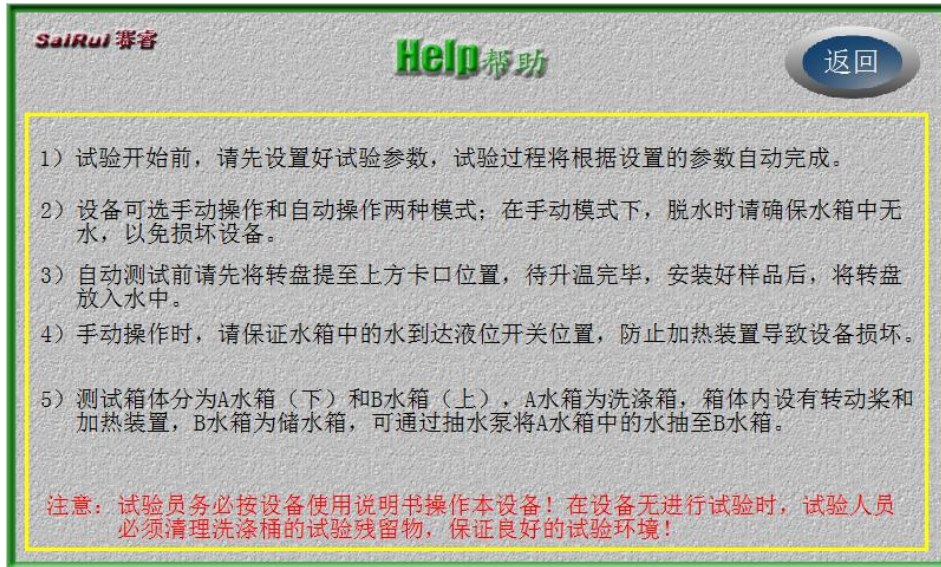 SaiRui 赛睿
Help帮助
返回
1）试验开始前，请先设置好试验参数，试验过程将根据设置的参数自动完成。
2）设备可选手动操作和自动操作两种模式；在手动模式下，脱水时请确保水箱中无
水，以免损坏设备。
3）自动测试前请先将转盘提至上方卡口位置，待升温完毕，安装好样品后，将转盘
放入水中。
4）手动操作时，请保证水箱中的水到达液位开关位置，防止加热装置导致设备损坏。
5）测试箱体分为A水箱（下）和B水箱（上），A水箱为洗涤箱，箱体内设有转动桨和
加热装置，B水箱为储水箱，可通过抽水泵将A水箱中的水抽至B水箱。
注意：试验员务必按设备使用说明书操作本设备！在设备无进行试验时，试验人员
必须清理洗涤桶的试验残留物，保证良好的试验环境！